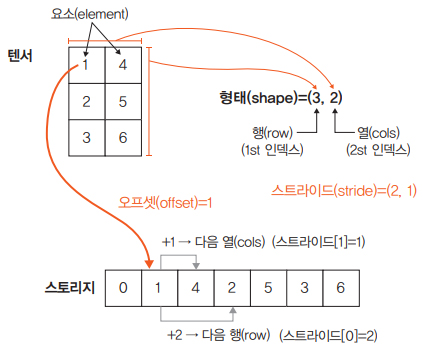 요소(element)
텐서
1 4
2 5
3 6
형태(shape)=(3, 2)
행(row) 열(cols)
(1st 인덱스) (2st 인덱스)
스트라이드(stride)=(2, 1)
오프셋(offset)=1
+1 → 다음 열(cols) (스트라이드[1]=1)
스토리지 0 1 4 2 5 3 6
+2 → 다음 행(row) (스트라이드[0]=2)